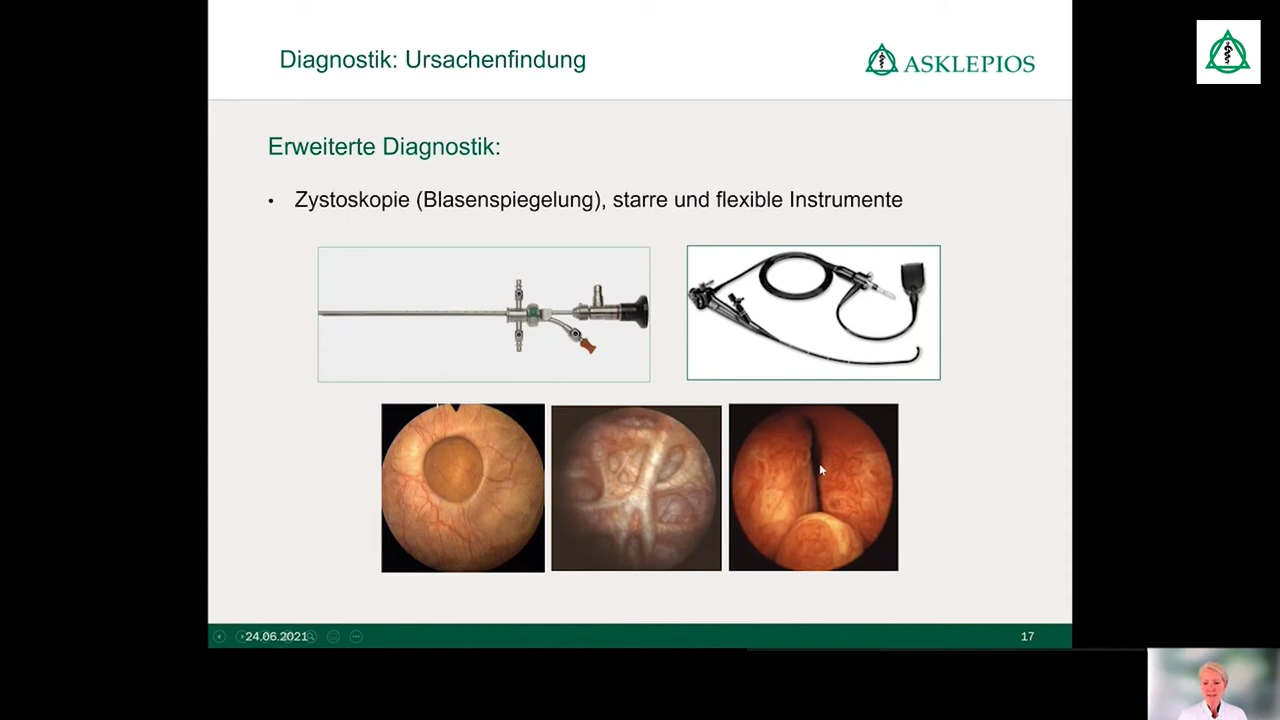 Diagnostik: Ursachenfindung
ASKLEPIOS
Erweiterte Diagnostik:
• Zystoskopie (Blasenspiegelung), starre und flexible Instrumente
24.06.2021
17